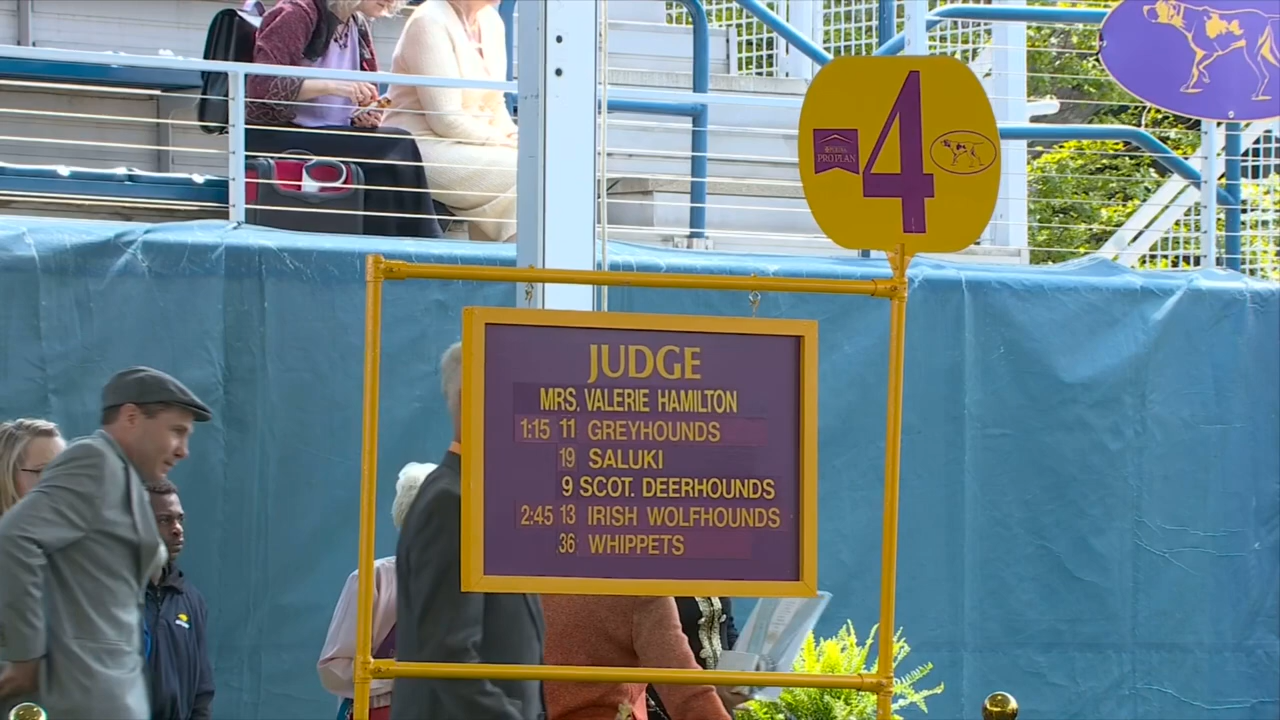 4
PRO PLAN
JUDGE
MRS. VALERIE HAMILTON
1:15 11 GREYHOUNDS
19 SALUKI
9 SCOT. DEERHOUNDS
2:45 13 IRISH WOLFHOUNDS
36 WHIPPETS